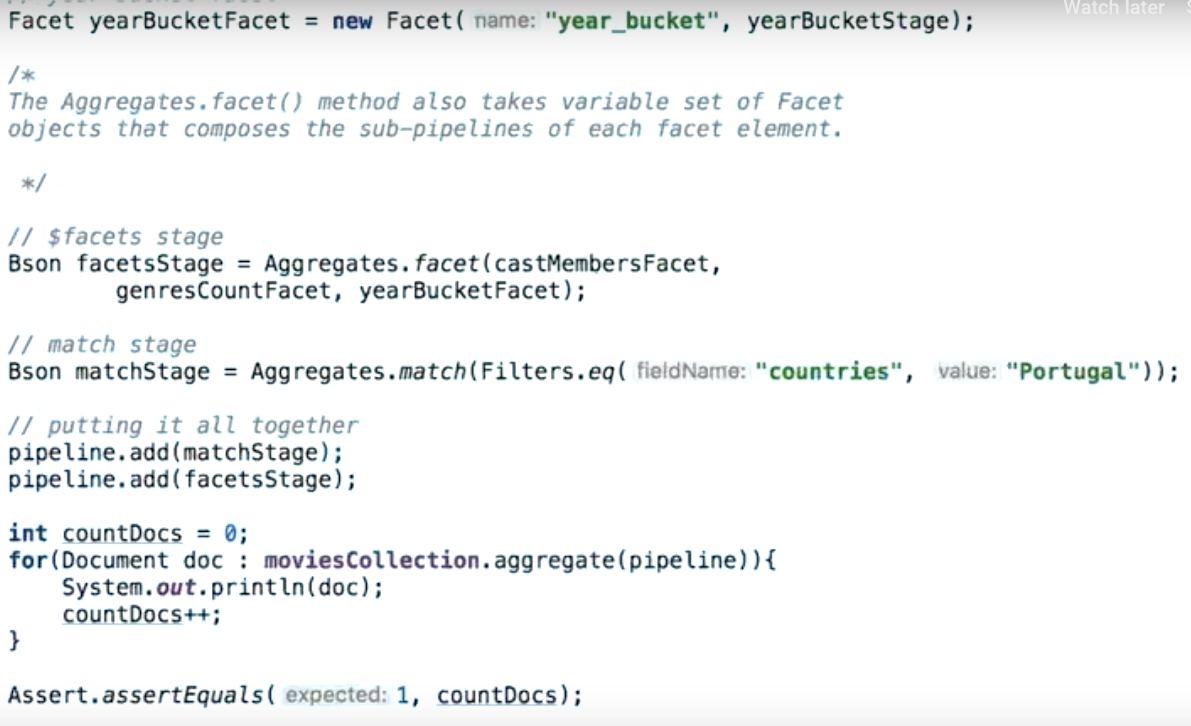 Watch later
Facet yearBucketFacet = new Facet( name: "year_bucket", yearBucketStage);
/*
The Aggregates.facet() method also takes variable set of Facet
objects that composes the sub-pipelines of each facet element.
*/
// $facets stage
Bson facetsStage = Aggregates.facet(castMembersFacet,
genresCountFacet, yearBucketFacet);
// match stage
Bson matchStage = Aggregates.match(Filters.eq( fieldName: "countries", value: "Portugal"));
// putting it all together
pipeline.add(matchStage);
pipeline.add(facetsStage);
int countDocs = 0;
for(Document doc : moviesCollection.aggregate(pipeline)){
System.out.println(doc);
countDocs++;
}
Assert.assertEquals( expected: 1, countDocs);